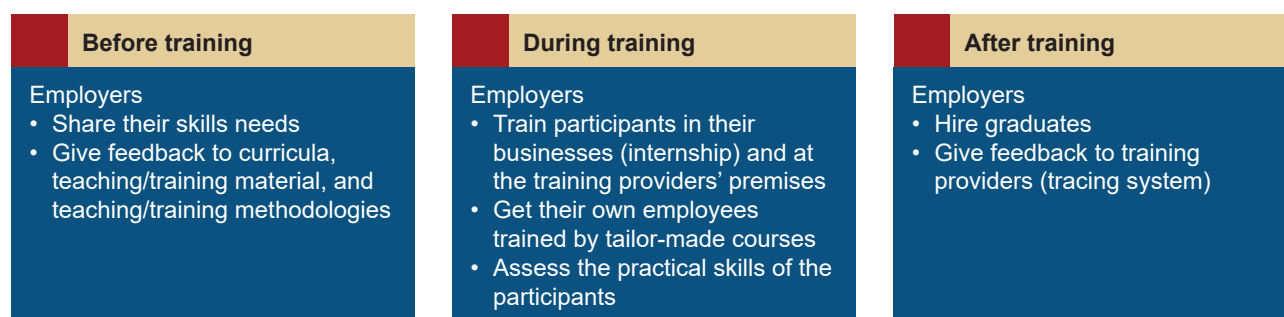 Before training
Employers
• Share their skills needs
• Give feedback to curricula,
teaching/training material, and
teaching/training methodologies
During training
Employers
• Train participants in their
businesses (internship) and at
the training providers’ premises
• Get their own employees
trained by tailor-made courses
• Assess the practical skills of the
participants
After training
Employers
• Hire graduates
• Give feedback to training
providers (tracing system)